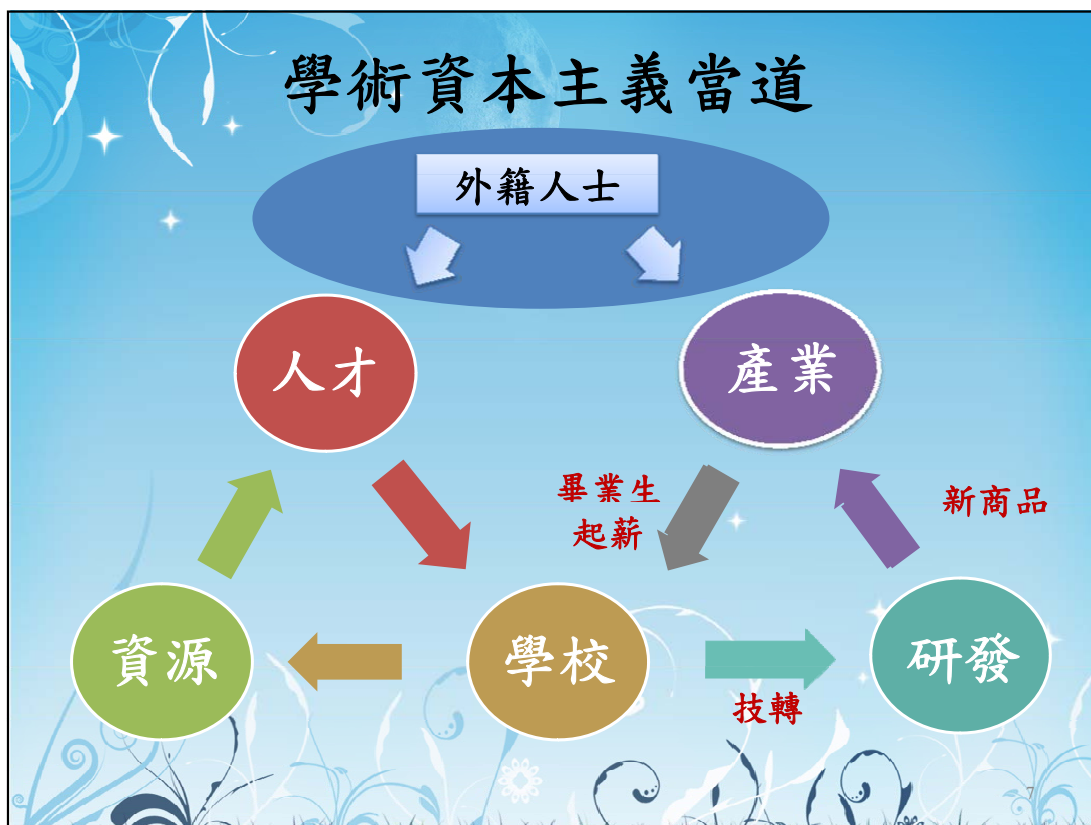 學術資本主義當道
外籍人士
人才
產業
畢業生
起薪
新商品
資源
學校
研發
技轉
7